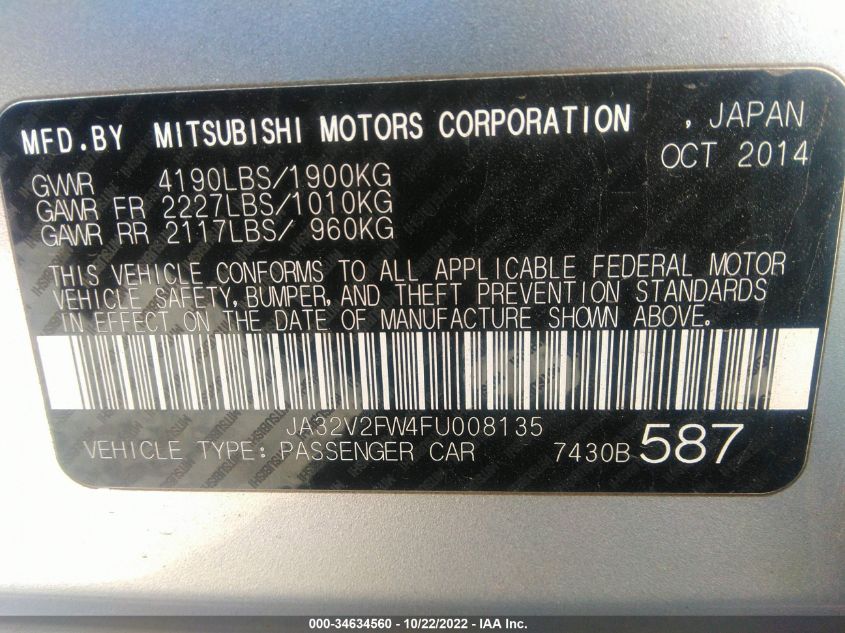 MFD.BY MITSUBISHI MOTORS CORPORATION , JAPAN
OCT 2014
GVWR 4190LBS/1900KG
GAWR FR 2227LBS/1010KG
GAWR RR 2117LBS/ 960KG
THIS VEHICLE CONFORMS TO ALL APPLICABLE FEDERAL MOTOR
VEHICLE SAFETY, BUMPER, AND THEFT PREVENTION STANDARDS
IN EFFECT ON THE DATE OF MANUFACTURE SHOWN ABOVE.
JA32V2FW4FU008135
VEHICLE TYPE: PASSENGER CAR 7430B 587
000-34634560 - 10/22/2022 - IAA Inc.